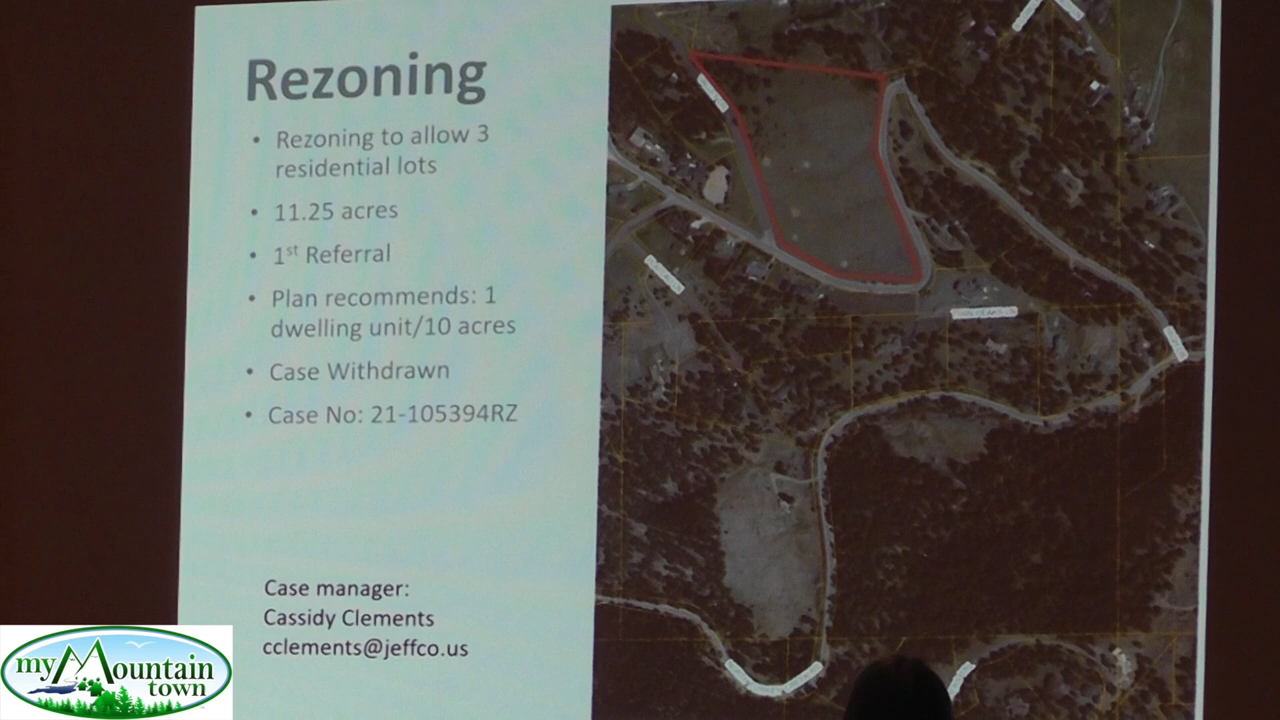 Rezoning
• Rezoning to allow 3
residential lots
• 11.25 acres
• 1st Referral
• Plan recommends: 1
dwelling unit/10 acres
• Case Withdrawn
• Case No: 21-105394RZ
Case manager:
Cassidy Clements
cclements@jeffco.us
my Mountain
town